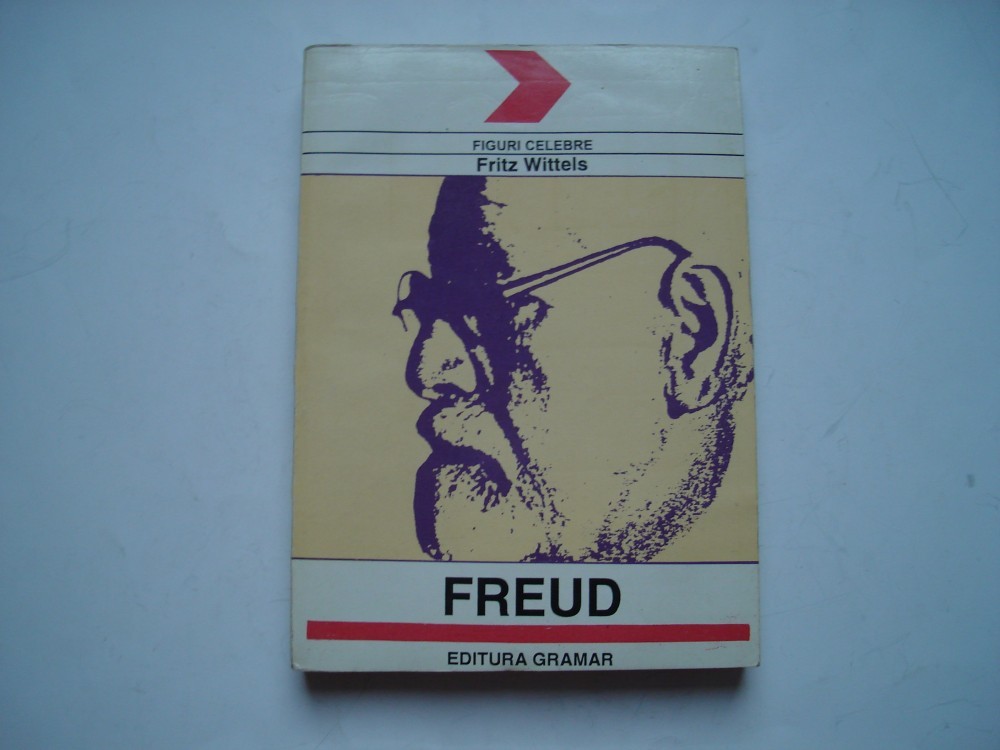 FIGURI CELEBRE
Fritz Wittels
FREUD
EDITURA GRAMAR